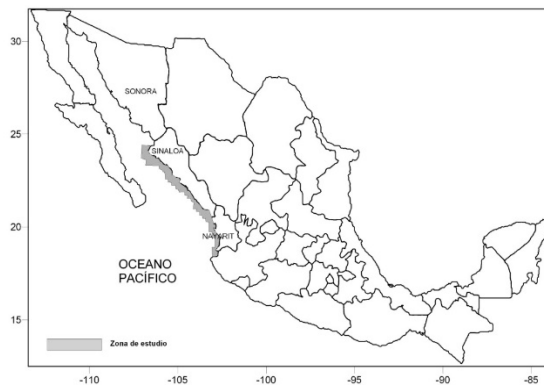 30
SONORA
25
SINALOA
20
NAYARIT
OCEANO
PACÍFICO
15
Zona de estudio
-110
-105
-100
-95
-90
-85